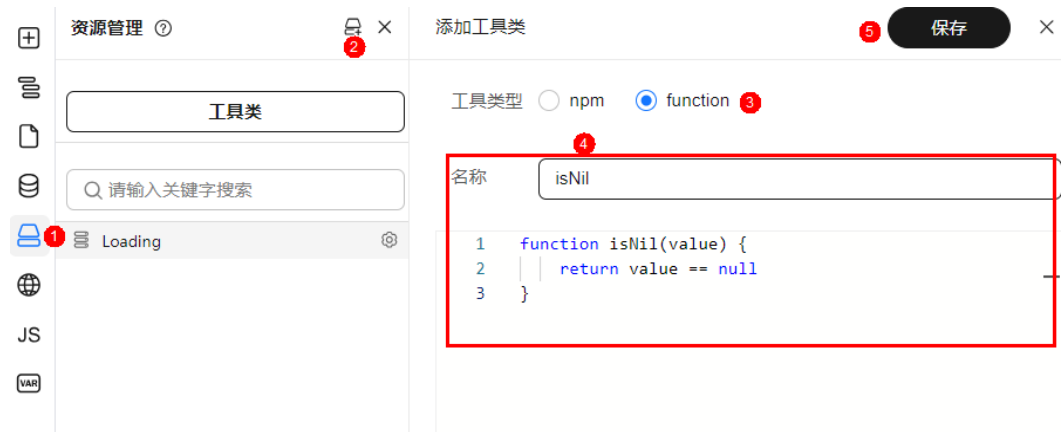 资源管理
2
添加工具类
5
保存
工具类
工具类型
npm
function
3
4
请输入关键字搜索
名称
isNil
1
Loading
1 function isNil(value) {
2 return value == null
3 }
JS
VAR